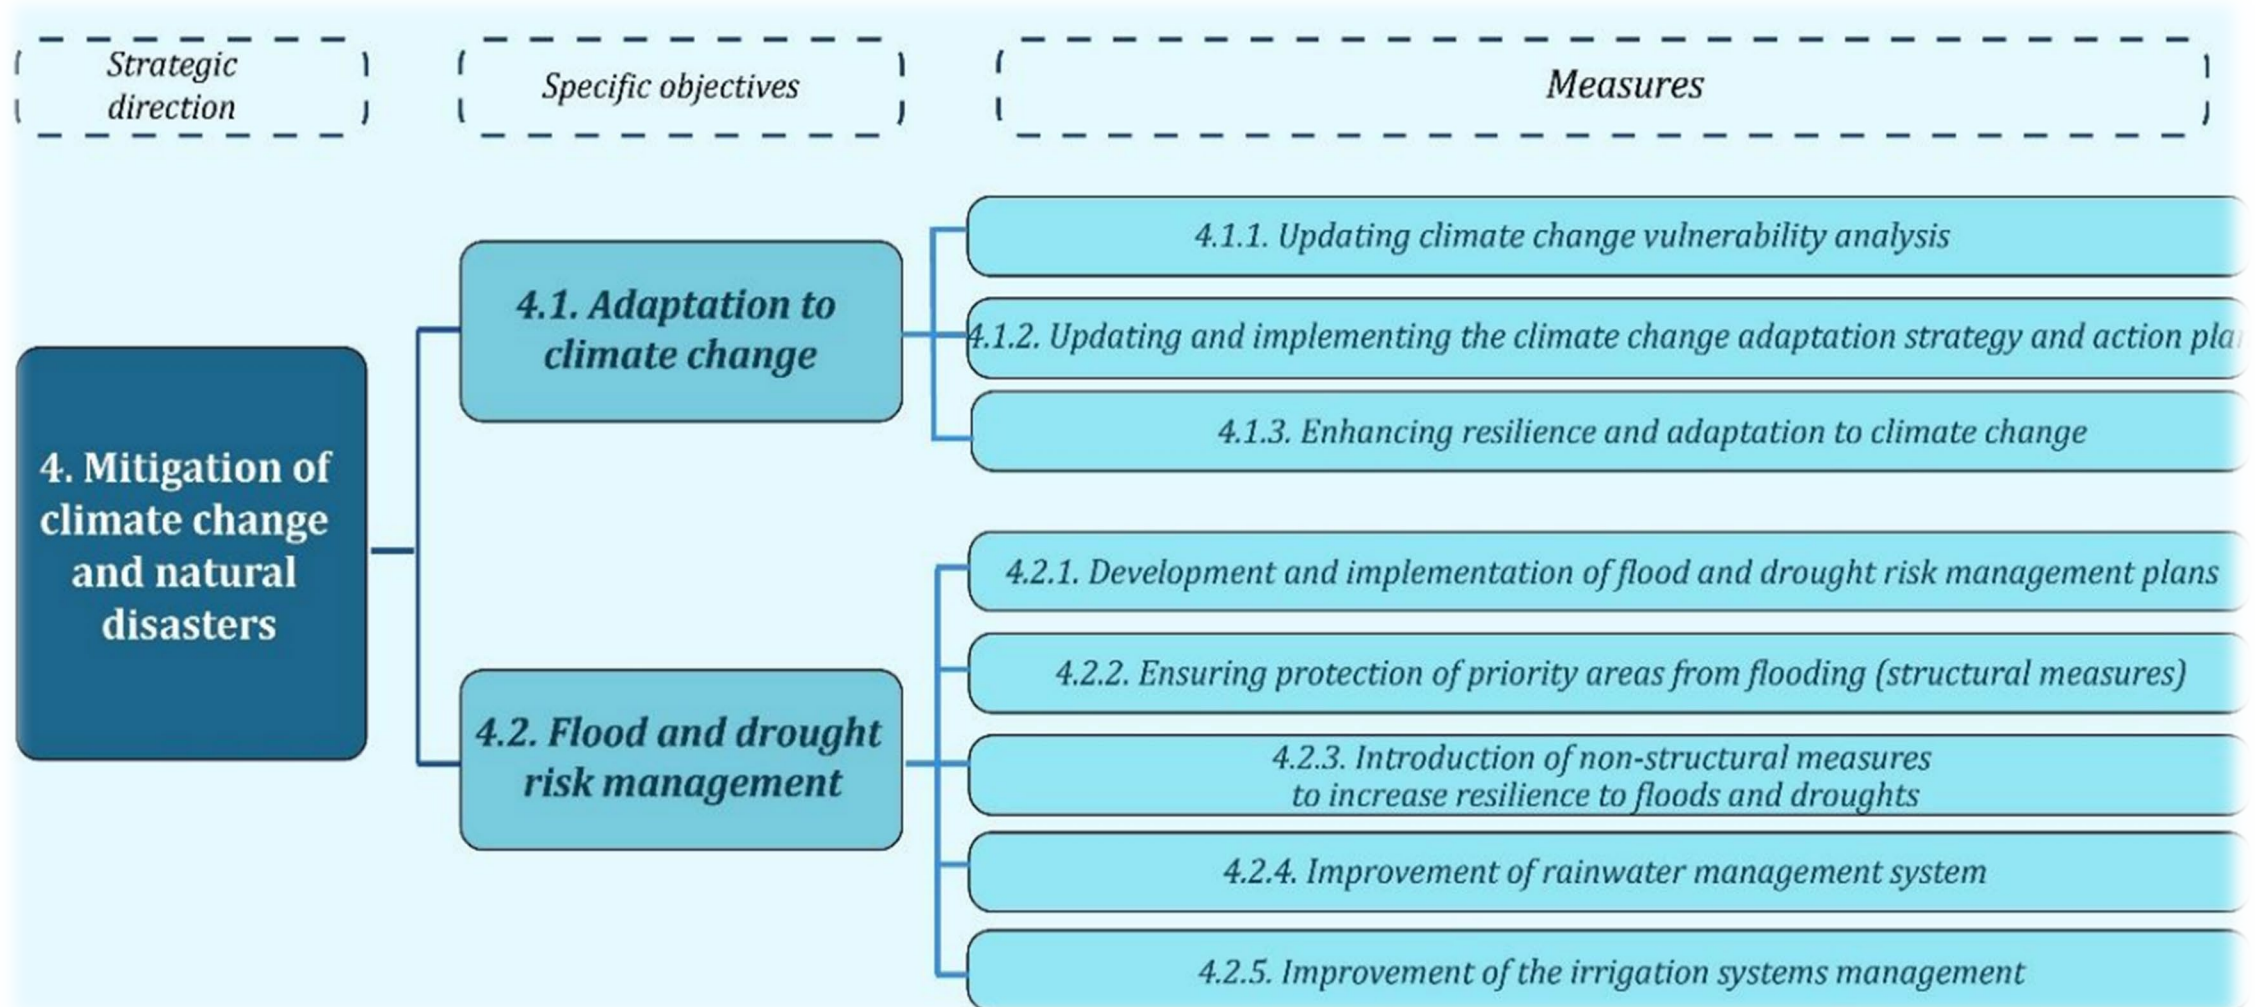 Strategic
direction
Specific objectives
Measures
4. Mitigation of
climate change
and natural
disasters
4.1. Adaptation to
climate change
4.1.1. Updating climate change vulnerability analysis
4.1.2. Updating and implementing the climate change adaptation strategy and action plan
4.1.3. Enhancing resilience and adaptation to climate change
4.2. Flood and drought
risk management
4.2.1. Development and implementation of flood and drought risk management plans
4.2.2. Ensuring protection of priority areas from flooding (structural measures)
4.2.3. Introduction of non-structural measures
to increase resilience to floods and droughts
4.2.4. Improvement of rainwater management system
4.2.5. Improvement of the irrigation systems management